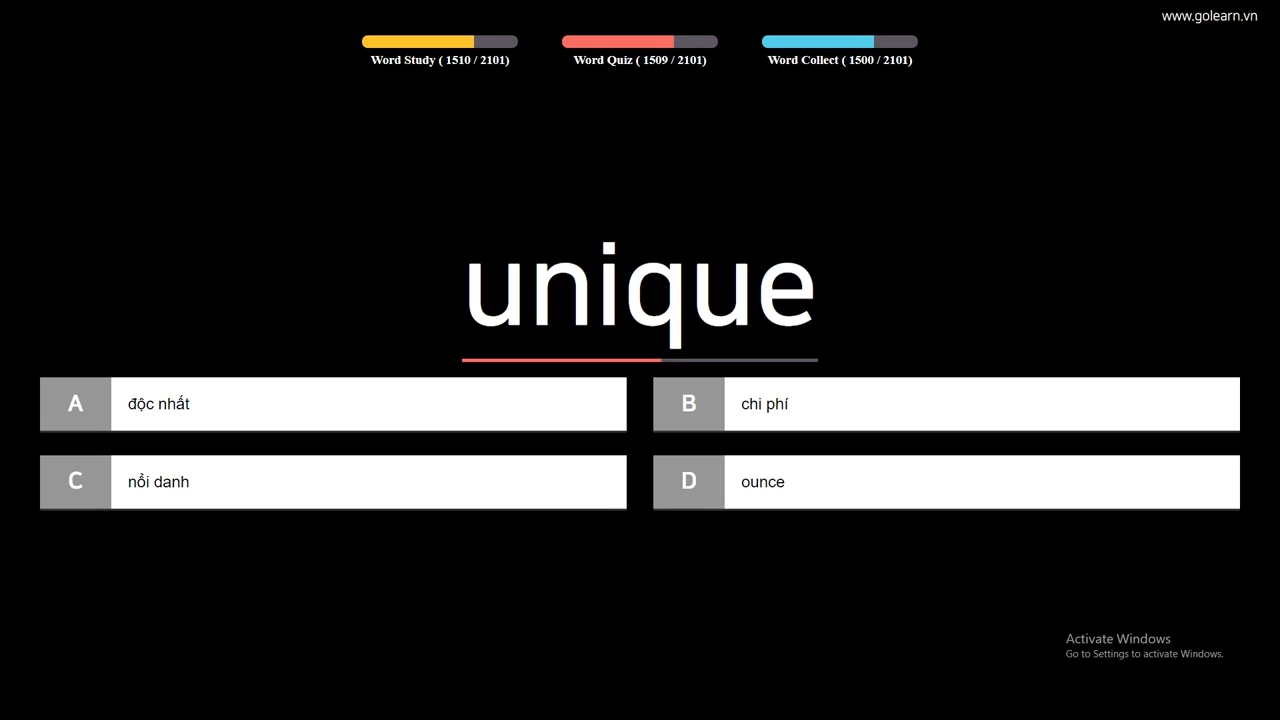 www.golearn.vn
Word Study ( 1510 / 2101)
Word Quiz ( 1509 / 2101)
Word Collect ( 1500 / 2101)
unique
A độc nhất
B chi phí
C nổi danh
D ounce
Activate Windows
Go to Settings to activate Windows.